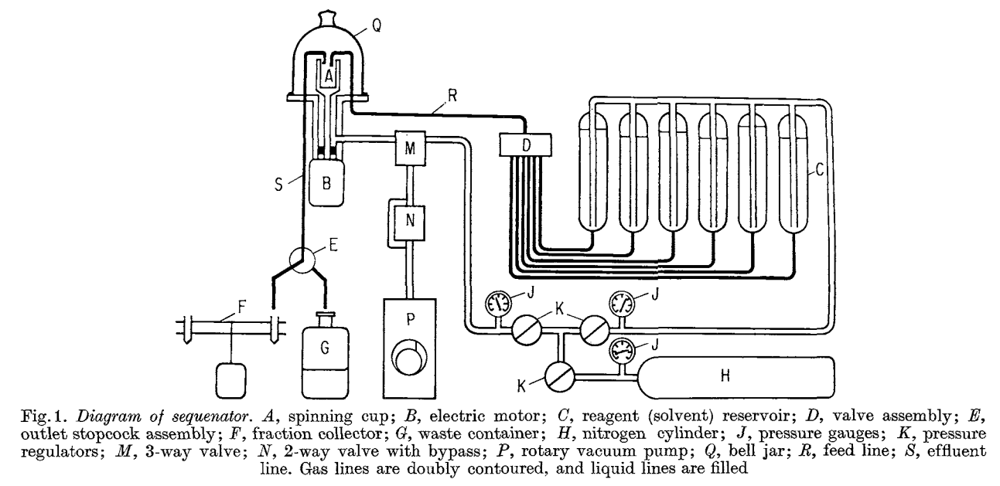 Q
A
R
D
M
C
S
B
N
E
J
J
K
F
P
J
G
H
K
Fig. 1. Diagram of sequenator. A, spinning cup; B, electric motor; C, reagent (solvent) reservoir; D, valve assembly; E,
outlet stopcock assembly; F, fraction collector; G, waste container; H, nitrogen cylinder; J, pressure gauges; K, pressure
regulators; M, 3-way valve; N, 2-way valve with bypass; P, rotary vacuum pump; Q, bell jar; R, feed line; S, effluent
line. Gas lines are doubly contoured, and liquid lines are filled